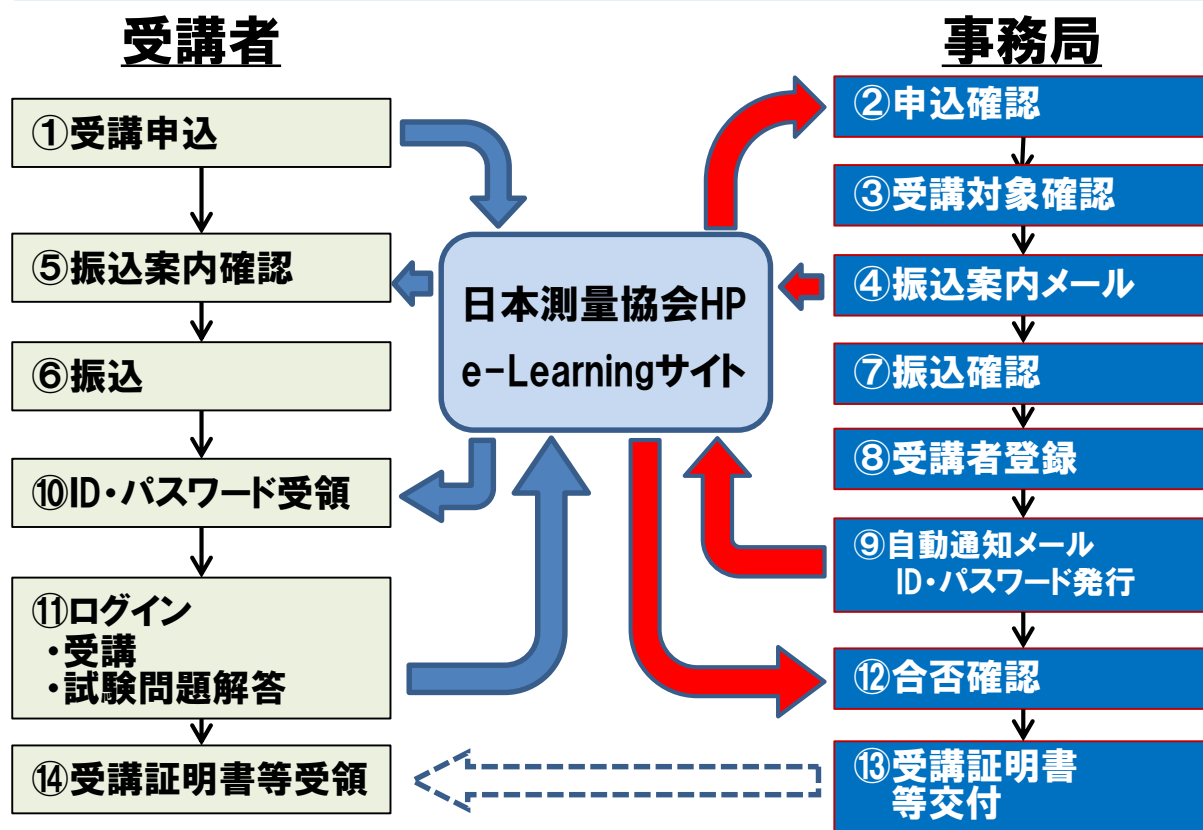 受講者
①受講申込
⑤振込案内確認
⑥振込
⑩ID・パスワード受領
⑪ログイン
・受講
・試験問題解答
⑭受講証明書等受領
日本測量協会HP
e-Learningサイト
事務局
②申込確認
③受講対象確認
④振込案内メール
⑦振込確認
⑧受講者登録
⑨自動通知メール
ID・パスワード発行
⑫合否確認
⑬受講証明書
等交付